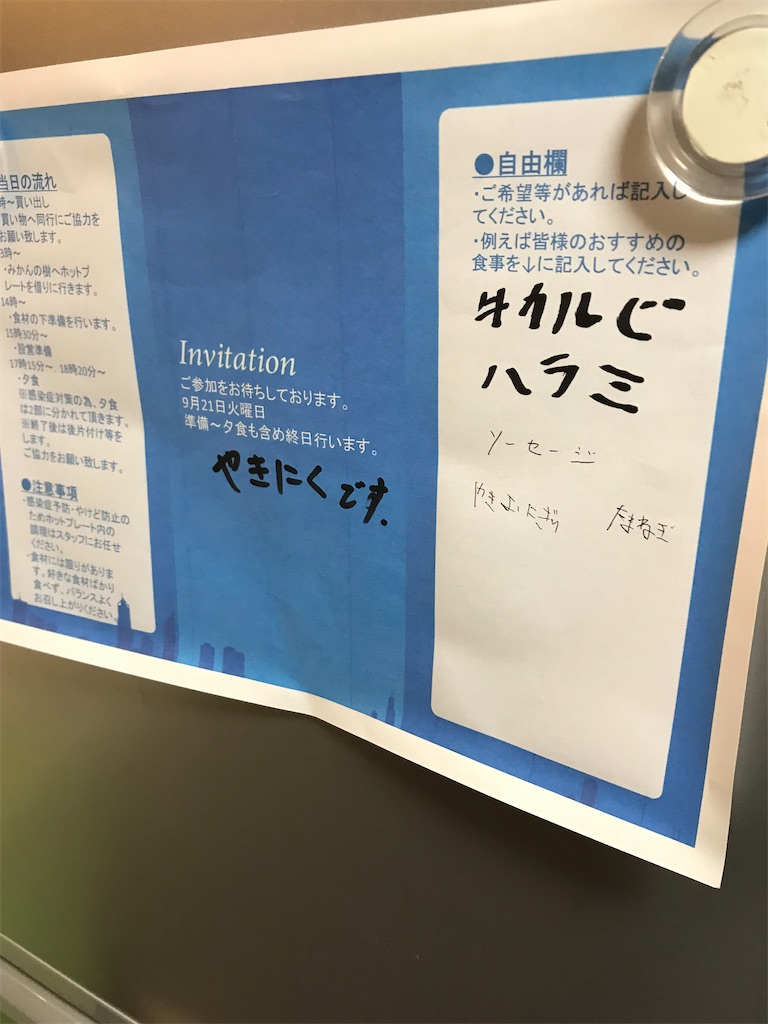 当日の流れ
時～買い出し
買い物へ同行にご協力を
お願い致します。
3時～
・みかんの樹へホットプ
レートを借りに行きます。
14時～
・食材の下準備を行います。
15時30分～
・設営準備
17時15分～、18時20分～
・夕食
※感染症対策の為、夕食
は2部に分かれて頂きます。
※終了後は後片付け等を
します。
ご協力をお願い致します。
●注意事項
・感染症予防・やけど防止の
ためホットプレート内の
調理はスタッフにお任せ
ください。
・食材には限りがありま
す。好きな食材ばかり
食べず、バランスよく
お召し上がりください。
Invitation
ご参加をお待ちしております。
9月21日火曜日
準備～夕食も含め終日行います。
やきにくです.
●自由欄
・ご希望等があれば記入し
てください。
・例えば皆様のおすすめの
食事を↓に記入してください。
牛カルビー
ハラミ
ソーセージ
やきおにぎり たまねぎ